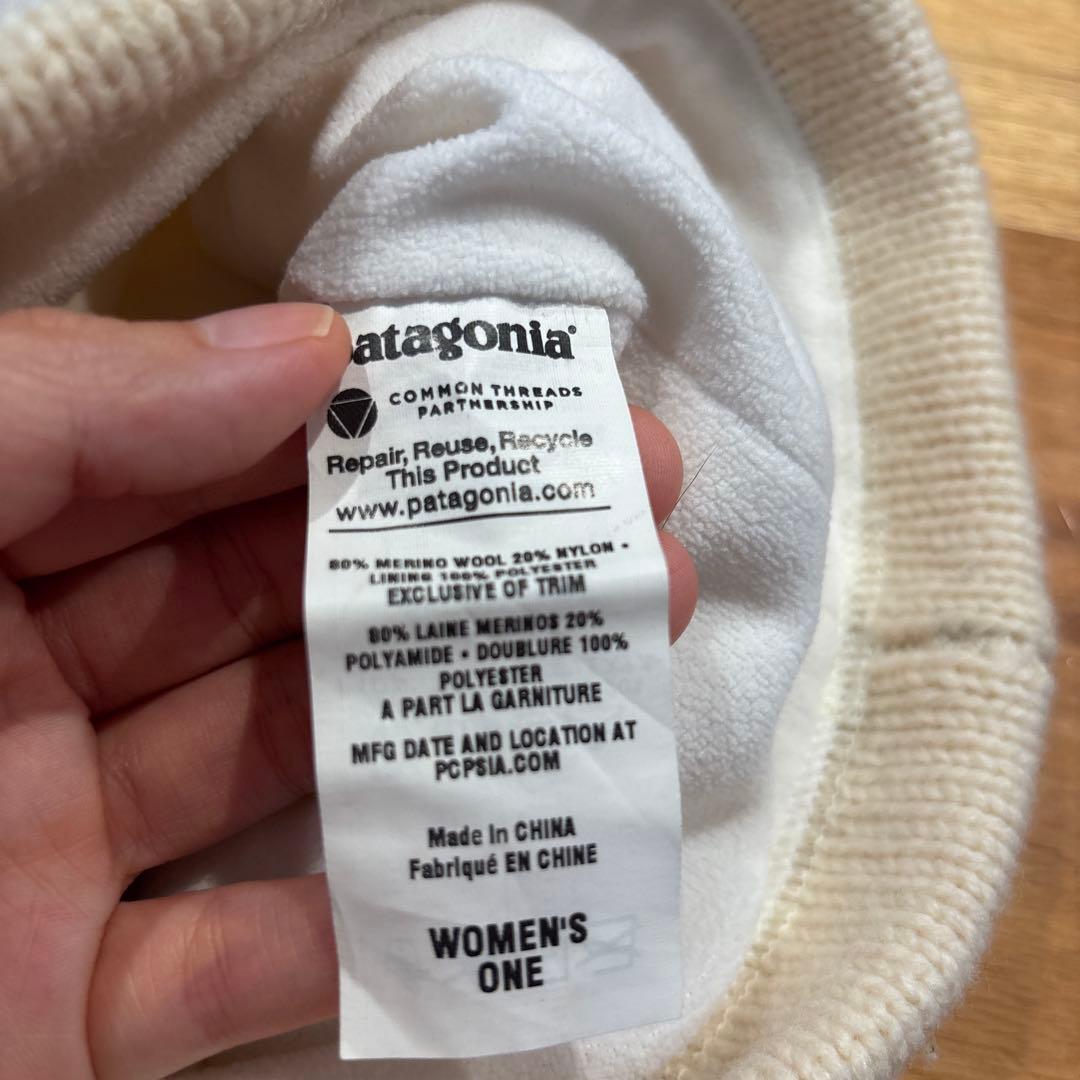 patagonia®
COMMON THREADS
PARTNERSHIP
Repair, Reuse, Recycle
This Product
www.patagonia.com
80% MERINO WOOL 20% NYLON •
LINING 100% POLYESTER
EXCLUSIVE OF TRIM
80% LAINE MERINOS 20%
POLYAMIDE • DOUBLURE 100%
POLYESTER
A PART LA GARNITURE
MFG DATE AND LOCATION AT
PCPSIA.COM
Made In CHINA
Fabriqué EN CHINE
WOMEN'S
ONE